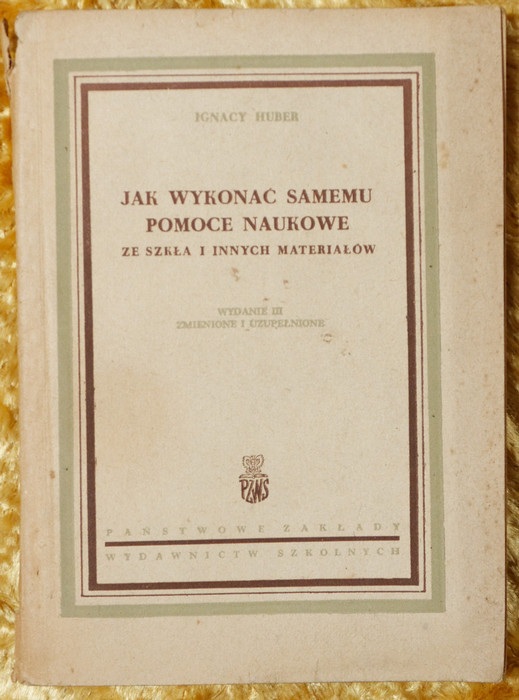 IGNACY HUBER
JAK WYKONAĆ SAMEMU
POMOCE NAUKOWE
ZE SZKŁA I INNYCH MATERIAŁÓW
WYDANIE III
ZMIENIONE I UZUPEŁNIONE
PZWS
PAŃSTWOWE ZAKŁADY
WYDAWNICTW SZKOLNYCH